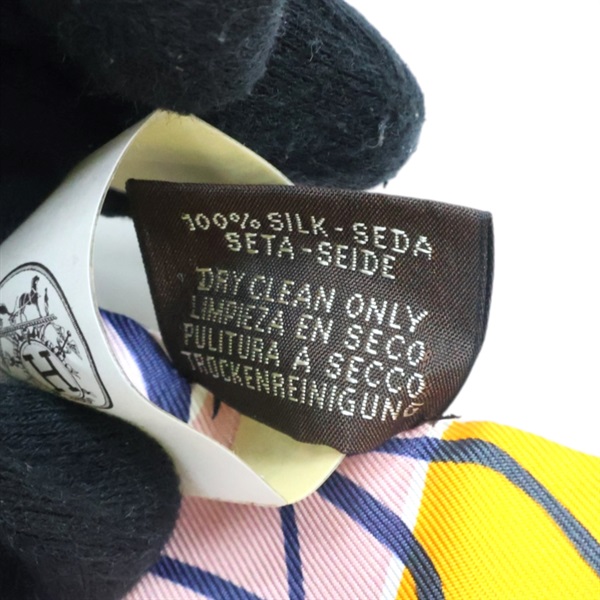 100% SILK - SEDA
SETA - SEIDE
DRY CLEAN ONLY
LIMPIEZA EN SECO
PULITURA A SECCO
TROCKENREINIGUNG
H